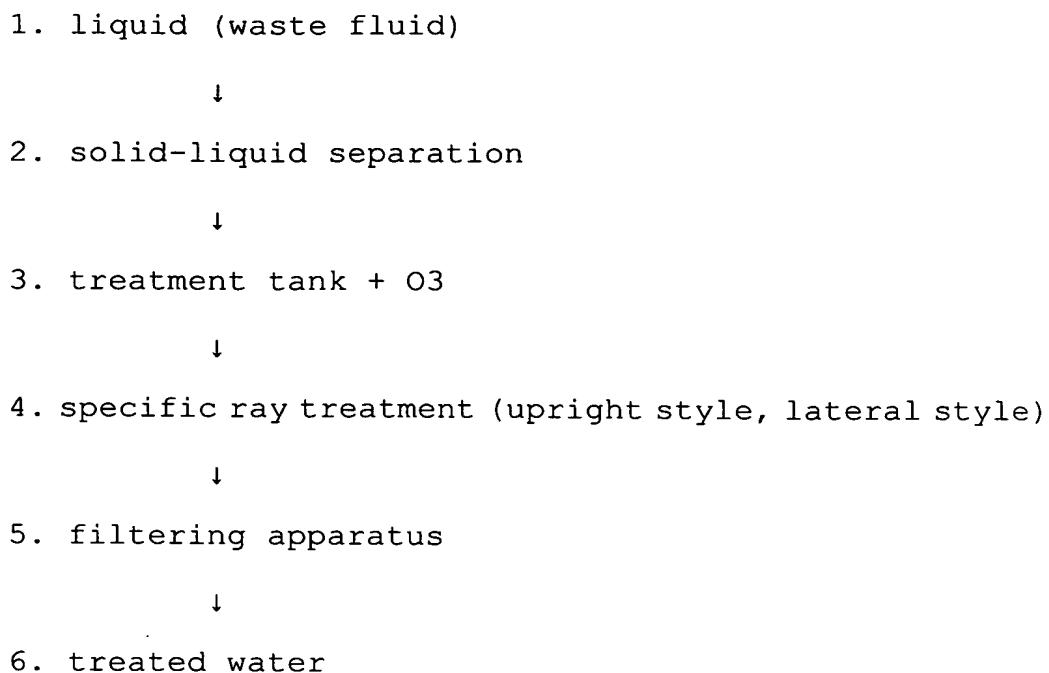 1. liquid (waste fluid)
↓
2. solid-liquid separation
↓
3. treatment tank + O3
↓
4. specific ray treatment (upright style, lateral style)
↓
5. filtering apparatus
↓
6. treated water